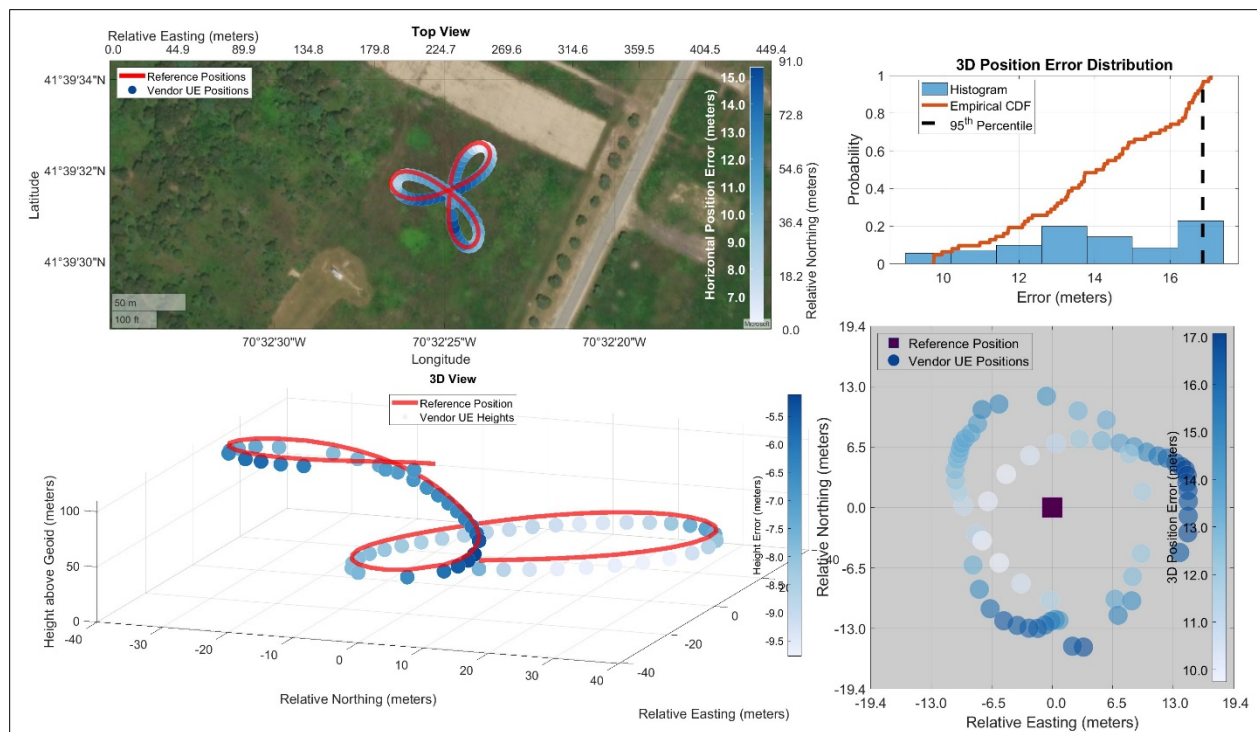 Relative Easting (meters)
Top View
0.0 44.9 89.9 134.8 179.8 224.7 269.6 314.6 359.5 404.5 449.4
41°39'34"N
41°39'32"N
41°39'30"N
Latitude
Reference Positions
Vendor UE Positions
15.0
14.0
13.0
12.0
11.0
10.0
9.0
8.0
7.0
Horizontal Position Error (meters)
91.0
72.8
54.6
36.4
18.2
0.0
Relative Northing (meters)
50 m
100 ft
Microsoft
70°32'30"W 70°32'25"W 70°32'20"W
Longitude
3D Position Error Distribution
Histogram
Empirical CDF
95th Percentile
1
0.8
0.6
0.4
0.2
0
Probability
10 12 14 16
Error (meters)
3D View
Reference Position
Vendor UE Heights
Height above Geoid (meters)
100
50
0
-40 -30 -20 -10 0 10 20 30 40
Relative Northing (meters)
-40 -20 0 40
Relative Easting (meters)
-5.5
-6.0
-6.5
-7.0
-7.5
-8.0
-8.5
-9.0
-9.5
Height Error (meters)
Reference Position
Vendor UE Positions
19.4
13.0
6.5
0.0
-6.5
-13.0
-19.4
Relative Northing (meters)
-19.4 -13.0 -6.5 0.0 6.5 13.0 19.4
Relative Easting (meters)
17.0
16.0
15.0
14.0
13.0
12.0
11.0
10.0
3D Position Error (meters)